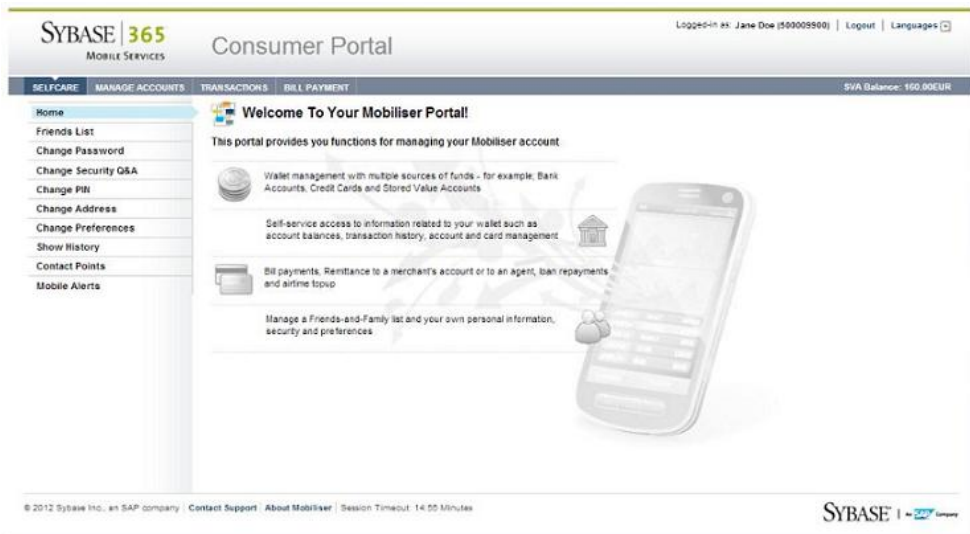 SYBASE 365
MOBILE SERVICES
Consumer Portal
Logged-in as: Jane Doe (500009900) | Logout | Languages
SELFCARE MANAGE ACCOUNTS TRANSACTIONS BILL PAYMENT SVA Balance: 160.00EUR
Home
Friends List
Change Password
Change Security Q&A
Change PIN
Change Address
Change Preferences
Show History
Contact Points
Mobile Alerts
Welcome To Your Mobiliser Portal!
This portal provides you functions for managing your Mobiliser account
Wallet management with multiple sources of funds - for example; Bank
Accounts, Credit Cards and Stored Value Accounts
Self-service access to information related to your wallet such as
account balances, transaction history, account and card management
Bill payments, Remittance to a merchant's account or to an agent, loan repayments
and airtime topup
Manage a Friends-and-Family list and your own personal information,
security and preferences
© 2012 Sybase Inc., an SAP company | Contact Support | About Mobiliser | Session Timeout: 14:55 Minutes
SYBASE | An SAP Company